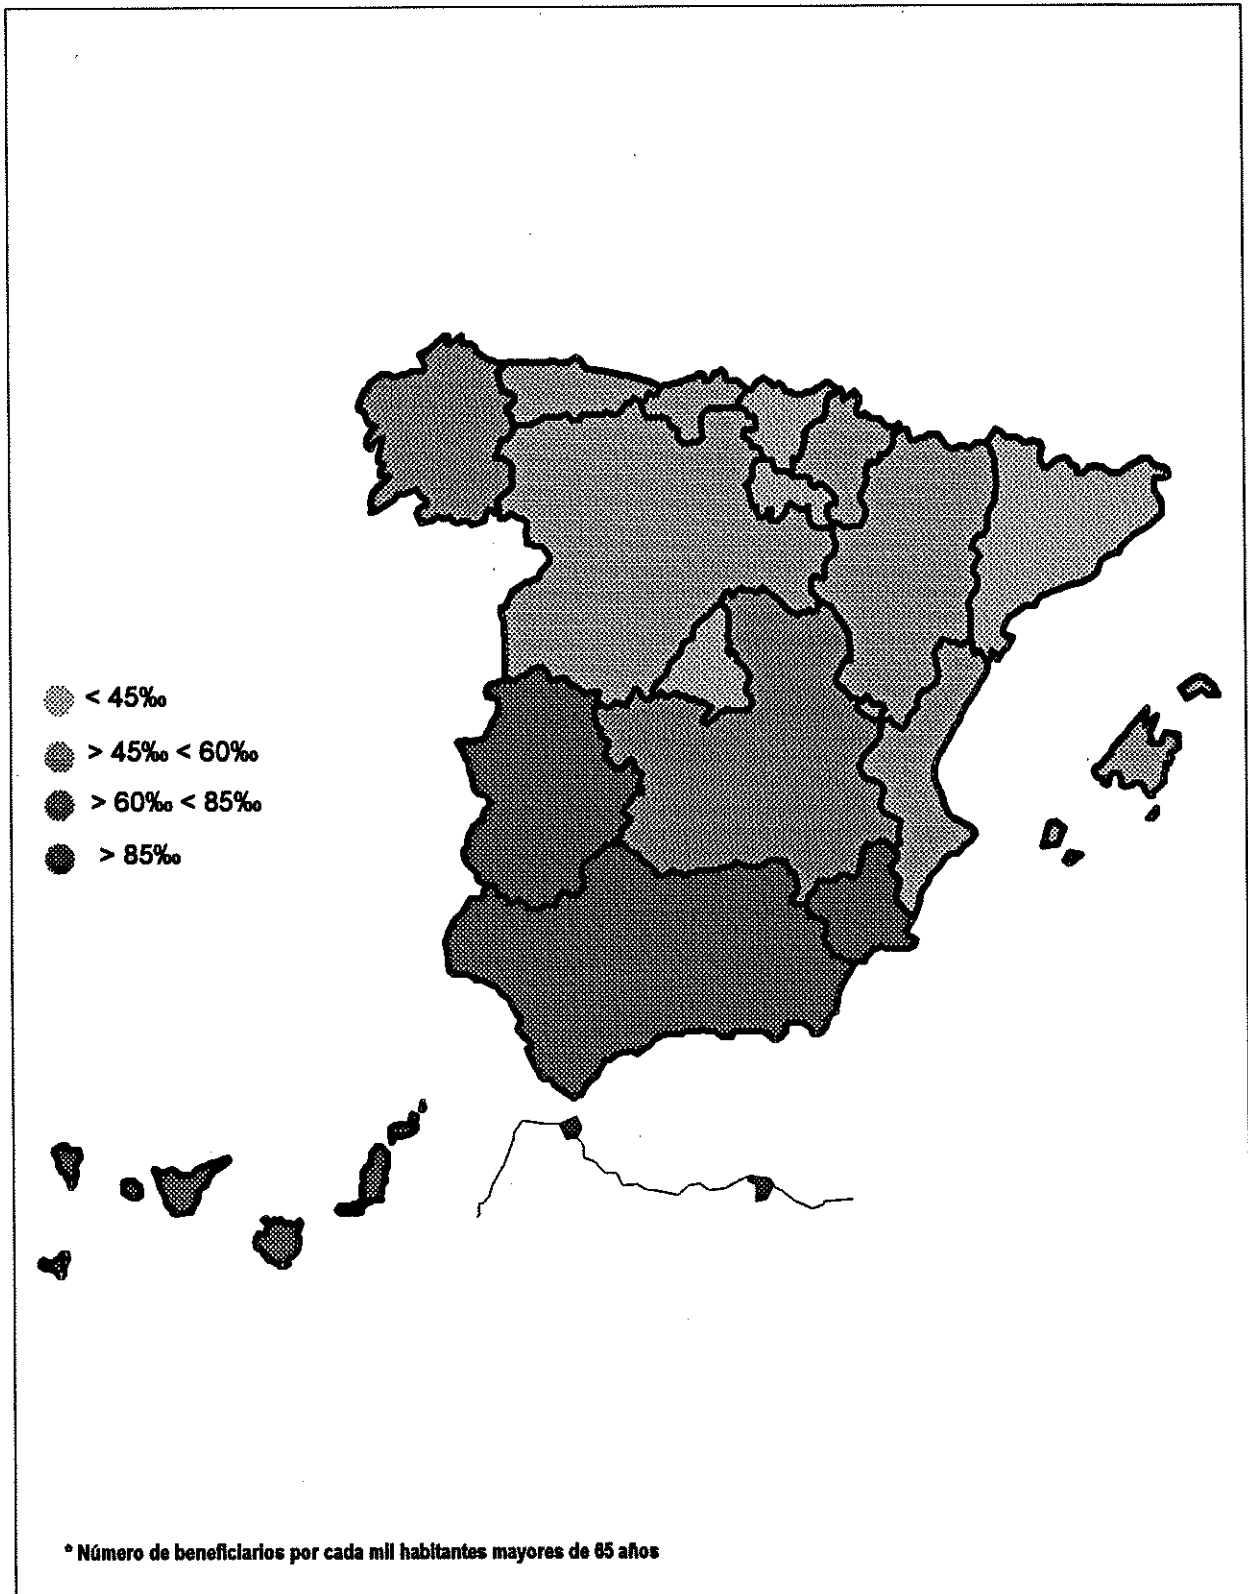 < 45‰
> 45‰ < 60‰
> 60‰ < 85‰
> 85‰
* Número de beneficiarios por cada mil habitantes mayores de 65 años